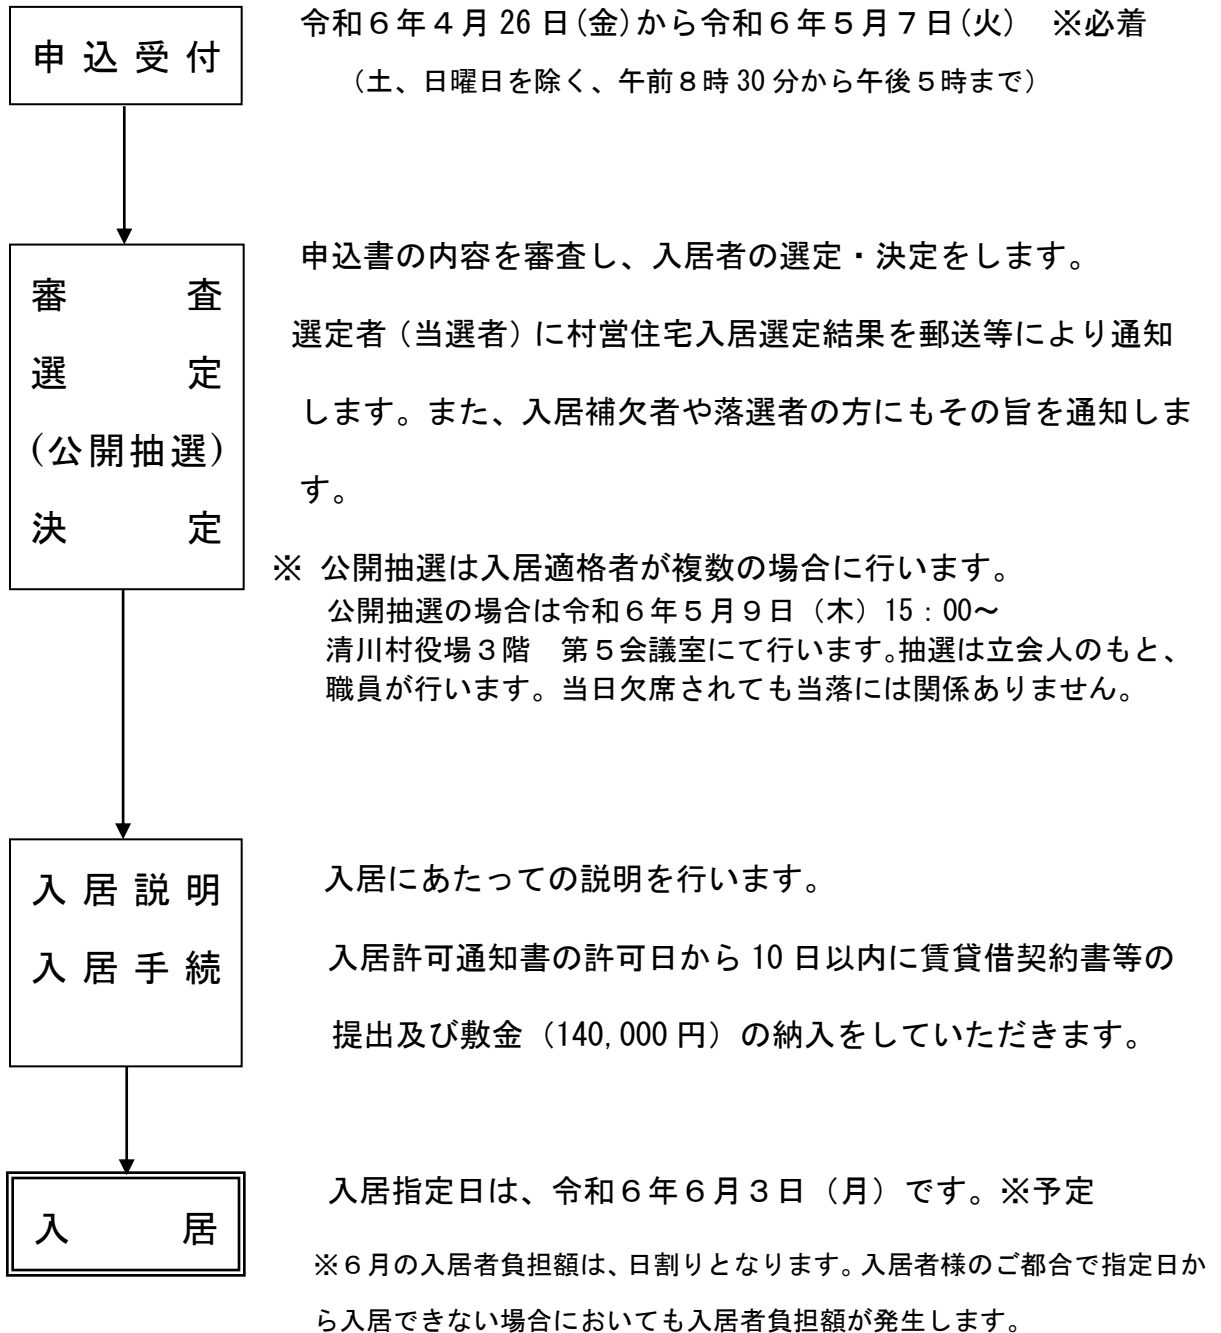 申込受付
令和６年４月26日(金)から令和６年５月７日(火)　※必着
（土、日曜日を除く、午前８時30分から午後５時まで）
審　　　査
選　　　定
(公開抽選)
決　　　定
申込書の内容を審査し、入居者の選定・決定をします。
選定者（当選者）に村営住宅入居選定結果を郵送等により通知
します。また、入居補欠者や落選者の方にもその旨を通知しま
す。
※ 公開抽選は入居適格者が複数の場合に行います。
公開抽選の場合は令和６年５月９日（木）15：00～
清川村役場３階　第５会議室にて行います。抽選は立会人のもと、
職員が行います。当日欠席されても当落には関係ありません。
入居説明
入居手続
入居にあたっての説明を行います。
入居許可通知書の許可日から10日以内に賃貸借契約書等の
提出及び敷金（140,000円）の納入をしていただきます。
入　　　居
入居指定日は、令和６年６月３日（月）です。※予定
※６月の入居者負担額は、日割りとなります。入居者様のご都合で指定日か
ら入居できない場合においても入居者負担額が発生します。